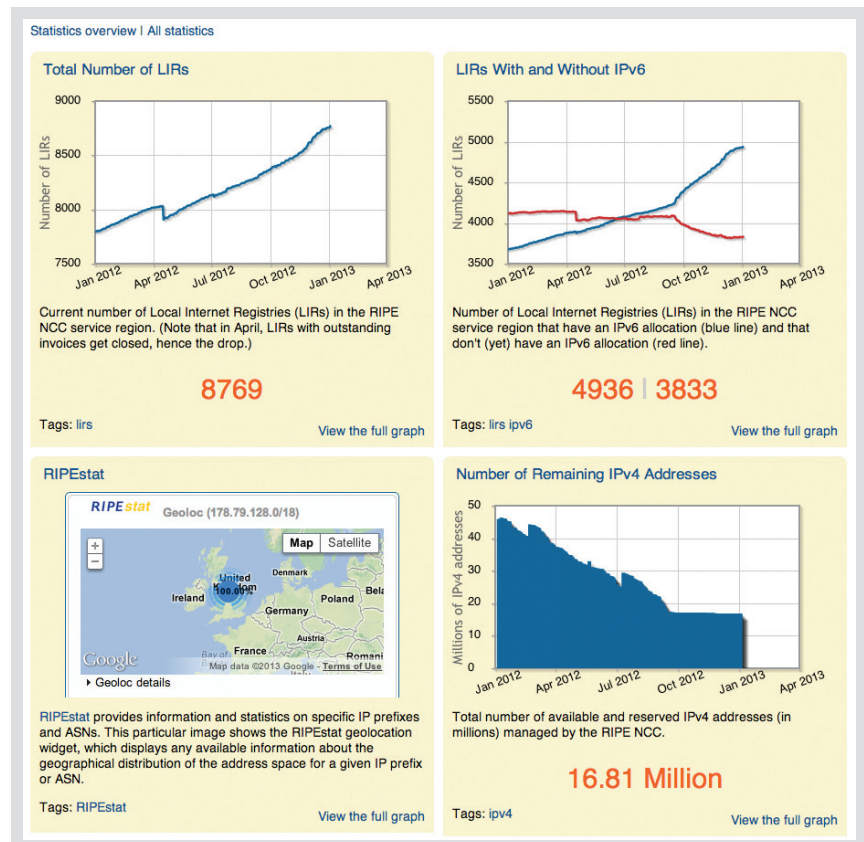 Statistics overview | All statistics
Total Number of LIRs
9000
8500
8000
7500
Number of LIRs
Jan 2012
Apr 2012
Jul 2012
Oct 2012
Jan 2013
Apr 2013
Current number of Local Internet Registries (LIRs) in the RIPE
NCC service region. (Note that in April, LIRs with outstanding
invoices get closed, hence the drop.)
8769
Tags: lirs
View the full graph
LIRs With and Without IPv6
5500
5000
4500
4000
3500
Number of LIRs
Jan 2012
Apr 2012
Jul 2012
Oct 2012
Jan 2013
Apr 2013
Number of Local Internet Registries (LIRs) in the RIPE NCC
service region that have an IPv6 allocation (blue line) and that
don't (yet) have an IPv6 allocation (red line).
4936 | 3833
Tags: lirs ipv6
View the full graph
RIPEstat
RIPEstat Geoloc (178.79.128.0/18)
+
−
Map Satellite
United
100.00%
Ireland
Denmark
Poland
Bela
Germany
Austria
France
Romani
Bay of
Google
Map data ©2013 Google - Terms of Use
Geoloc details
RIPEstat provides information and statistics on specific IP prefixes
and ASNs. This particular image shows the RIPEstat geolocation
widget, which displays any available information about the
geographical distribution of the address space for a given IP prefix
or ASN.
Tags: RIPEstat
View the full graph
Number of Remaining IPv4 Addresses
50
40
30
20
10
0
Millions of IPv4 addresses
Jan 2012
Apr 2012
Jul 2012
Oct 2012
Jan 2013
Apr 2013
Total number of available and reserved IPv4 addresses (in
millions) managed by the RIPE NCC.
16.81 Million
Tags: ipv4
View the full graph